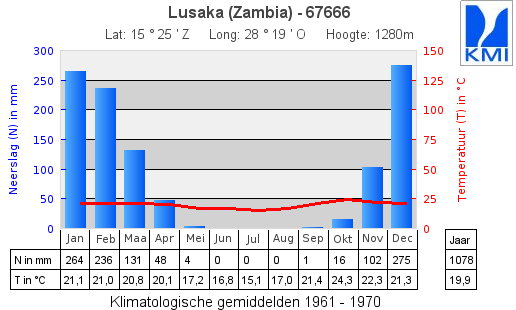 Lusaka (Zambia) - 67666
Lat: 15 ° 25 ' Z Long: 28 ° 19 ' O Hoogte: 1280m
KMI
Neerslag (N) in mm
300
250
200
150
100
50
0
150
125
100
75
50
25
0
Temperatuur (T) in °C
Jan Feb Maa Apr Mei Jun Jul Aug Sep Okt Nov Dec Jaar
N in mm 264 236 131 48 4 0 0 0 1 16 102 275 1078
T in °C 21,1 21,0 20,8 20,1 17,2 16,8 15,1 17,0 21,4 24,3 22,3 21,3 19,9
Klimatologische gemiddelden 1961 - 1970